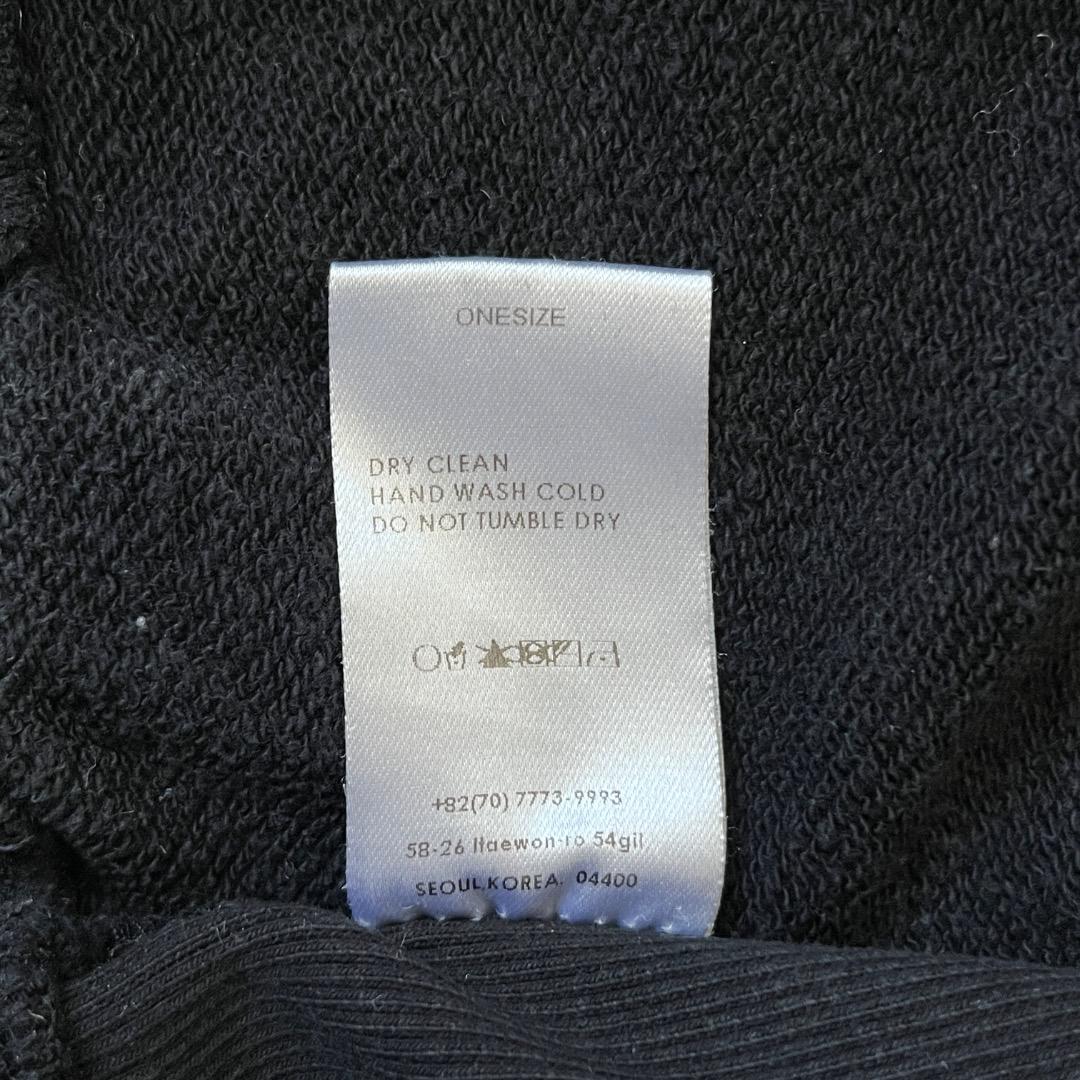 ONESIZE
DRY CLEAN
HAND WASH COLD
DO NOT TUMBLE DRY
+82(70) 7773-9993
58-26 Itaewon-ro 54gil
SEOUL,KOREA. 04400